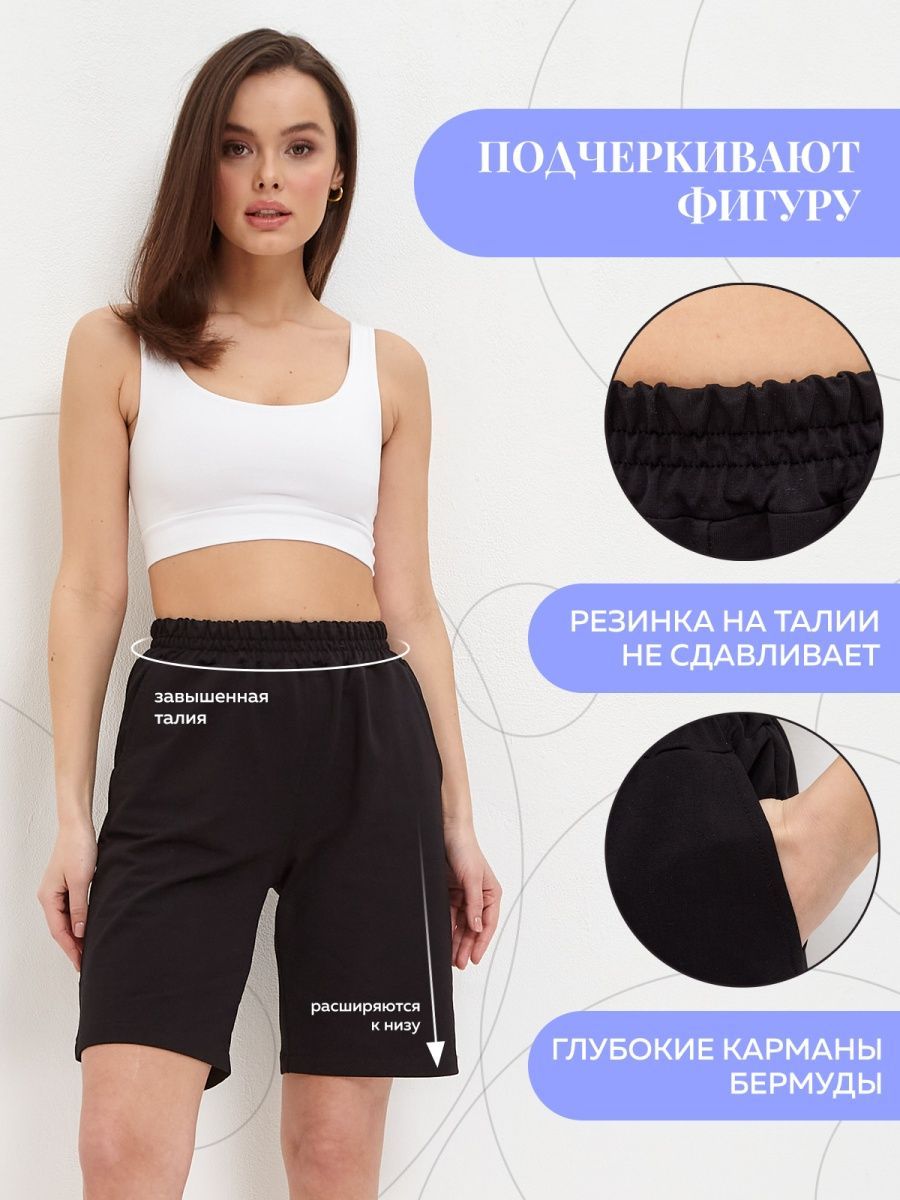 ПОДЧЕРКИВАЮТ
ФИГУРУ
РЕЗИНКА НА ТАЛИИ
НЕ СДАВЛИВАЕТ
завышенная
талия
расширяются
к низу
ГЛУБОКИЕ КАРМАНЫ
БЕРМУДЫ